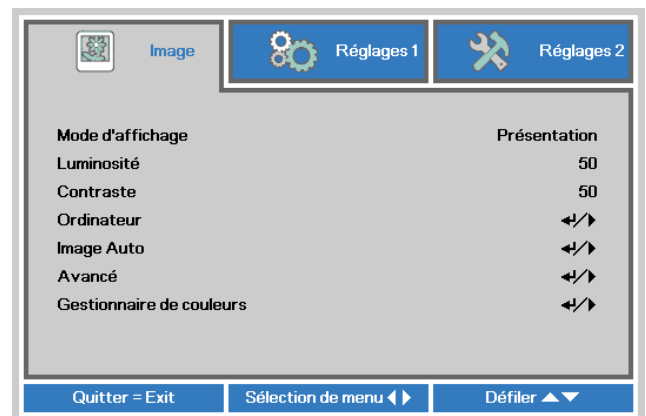 Image Réglages 1 Réglages 2
Mode d'affichage Présentation
Luminosité 50
Contraste 50
Ordinateur
Image Auto
Avancé
Gestionnaire de couleurs
Quitter = Exit Sélection de menu Défiler